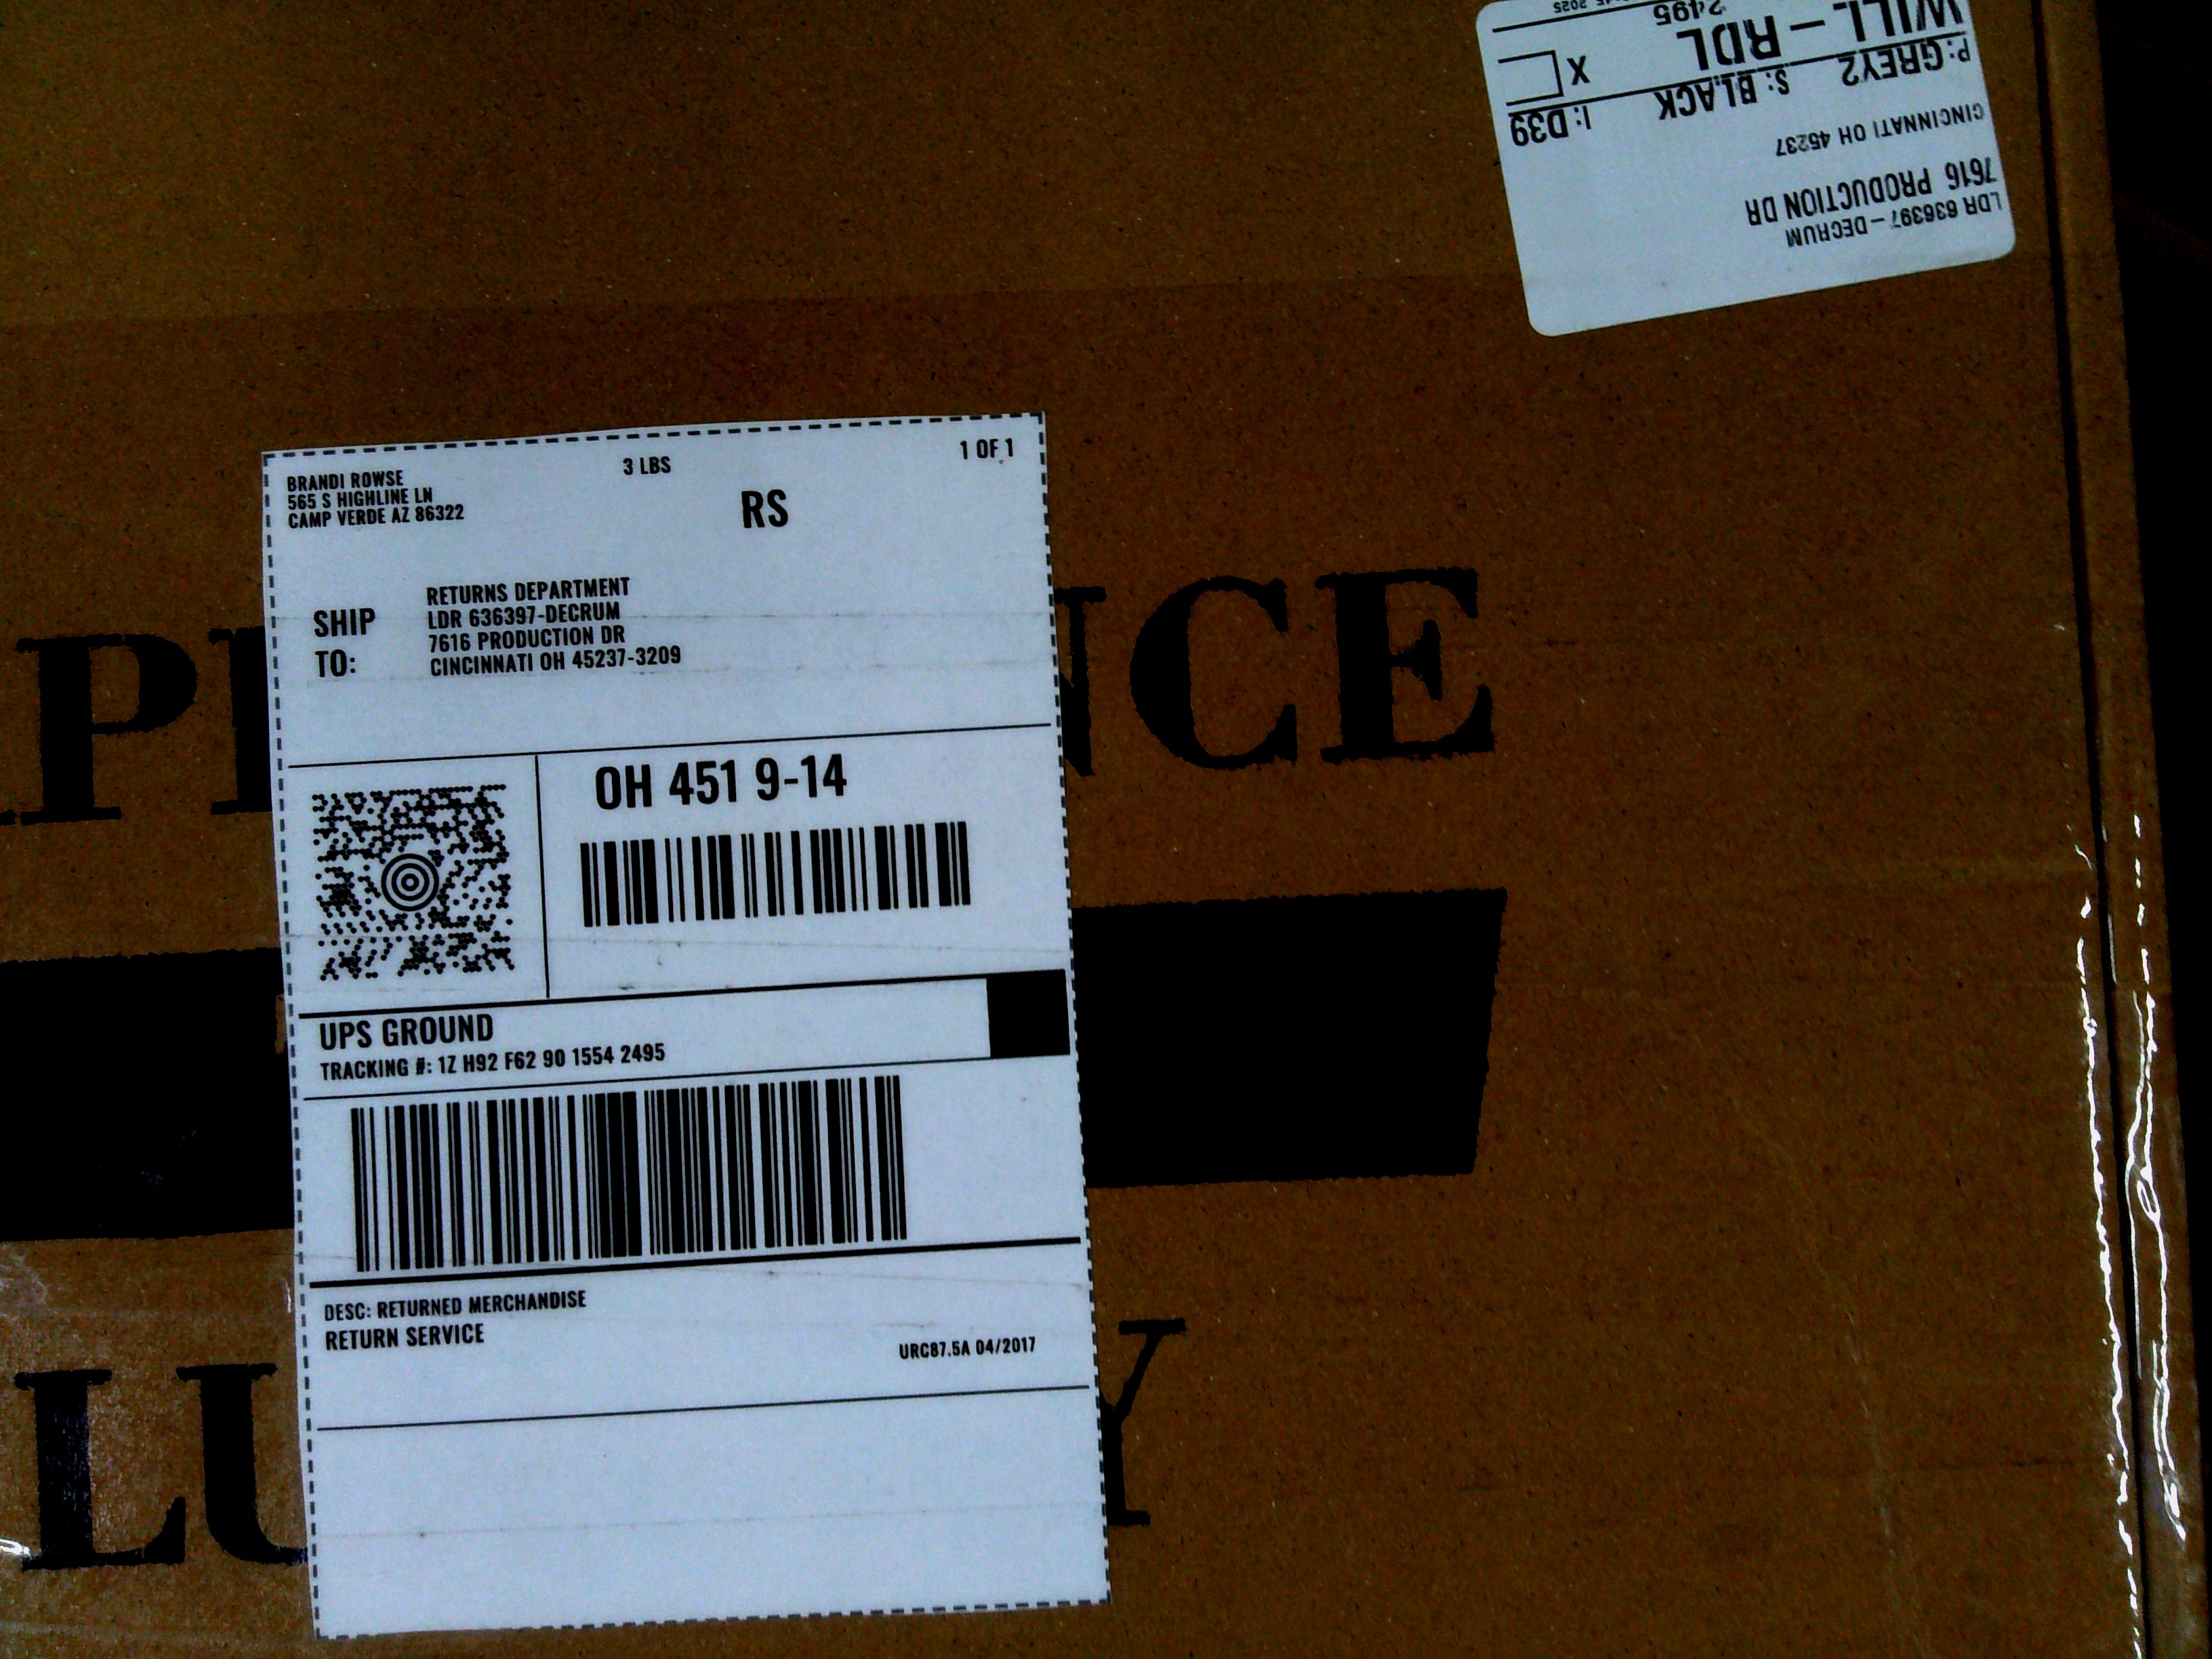 BRANDI ROWSE
565 S HIGHLINE LN
CAMP VERDE AZ 86322
3 LBS
1 OF 1
RS
SHIP TO:
RETURNS DEPARTMENT
LDR 636397-DECRUM
7616 PRODUCTION DR
CINCINNATI OH 45237-3209
OH 451 9-14
UPS GROUND
TRACKING #: 1Z H92 F62 90 1554 2495
DESC: RETURNED MERCHANDISE
RETURN SERVICE
URC87.5A 04/2017
LDR 636397-DECRUM
7616 PRODUCTION DR
CINCINNATI OH 45237
P: GREY2 S: BLACK I: D39
WILL - RDL X
2495
2025